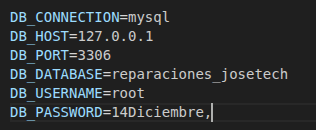 DB_CONNECTION=mysql
DB_HOST=127.0.0.1
DB_PORT=3306
DB_DATABASE=reparaciones_josetech
DB_USERNAME=root
DB_PASSWORD=14Diciembre,